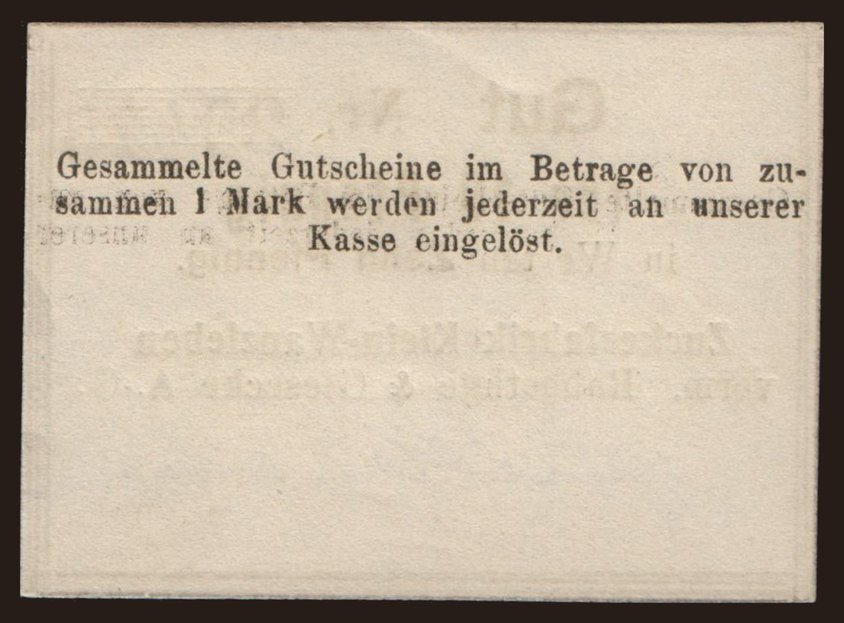 Gesammelte Gutscheine im Betrage von zu-
sammen 1 Mark werden jederzeit an unserer
Kasse eingelöst.